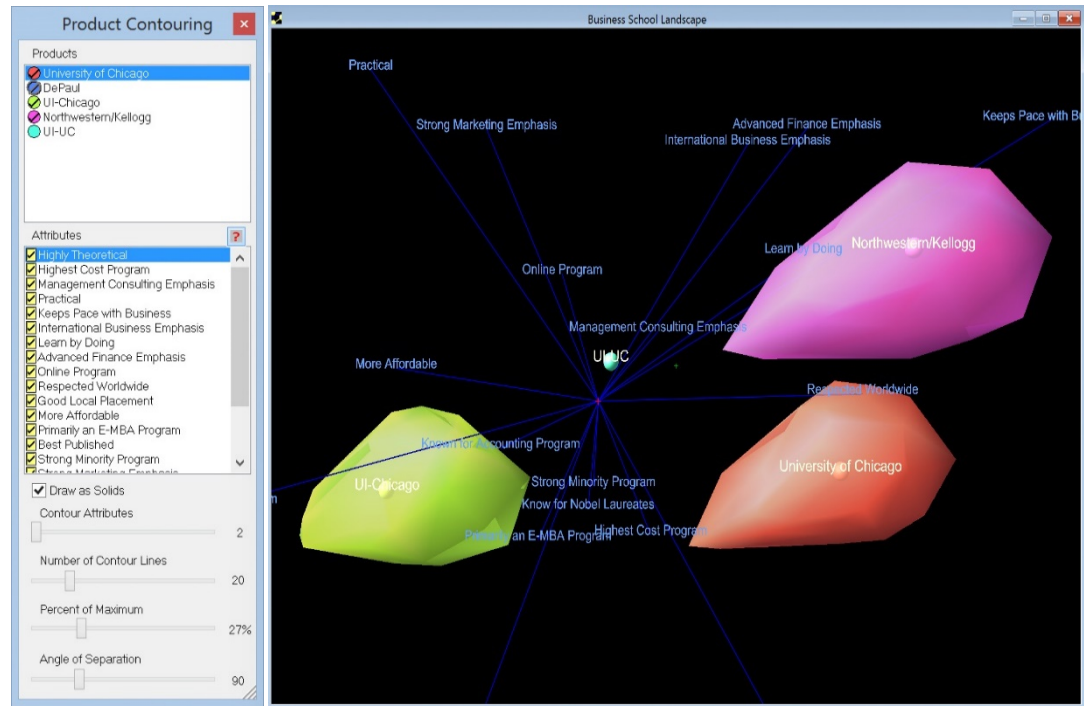 Product Contouring
Products
University of Chicago
DePaul
UI-Chicago
Northwestern/Kellogg
UI-UC
Attributes
?
Highly Theoretical
Highest Cost Program
Management Consulting Emphasis
Practical
Keeps Pace with Business
International Business Emphasis
Learn by Doing
Advanced Finance Emphasis
Online Program
Respected Worldwide
Good Local Placement
More Affordable
Primarily an E-MBA Program
Best Published
Strong Minority Program
Strong Marketing Emphasis
Draw as Solids
Contour Attributes
2
Number of Contour Lines
20
Percent of Maximum
27%
Angle of Separation
90
Business School Landscape
Practical
Strong Marketing Emphasis
Advanced Finance Emphasis
Keeps Pace with Bu
International Business Emphasis
Northwestern/Kellogg
Learn by Doing
Online Program
Management Consulting Emphasis
UI-UC
More Affordable
Respected Worldwide
Known for Accounting Program
University of Chicago
UI-Chicago
Strong Minority Program
m
Know for Nobel Laureates
Highest Cost Program
Primarily an E-MBA Program